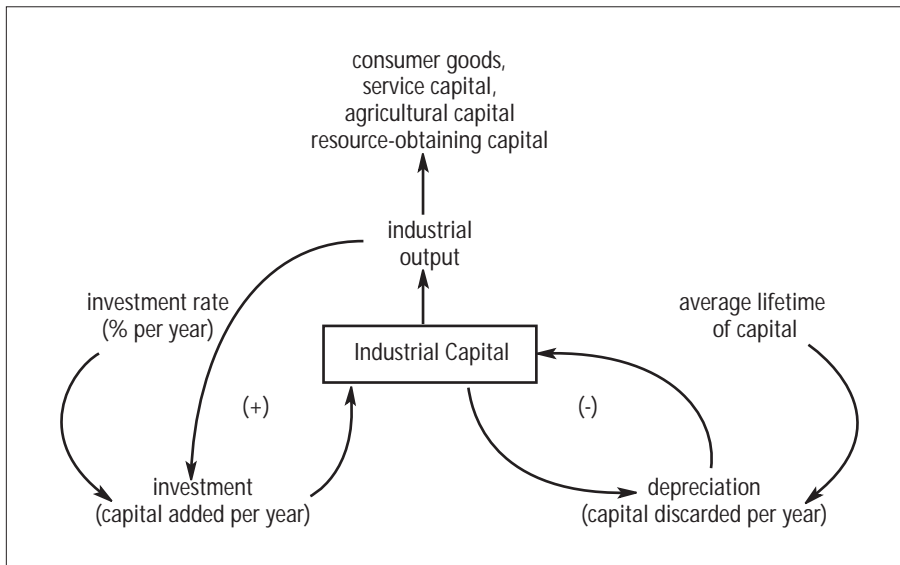 consumer goods,
service capital,
agricultural capital
resource-obtaining capital
industrial
output
investment rate
(% per year)
average lifetime
of capital
Industrial Capital
(+)
(-)
investment
(capital added per year)
depreciation
(capital discarded per year)